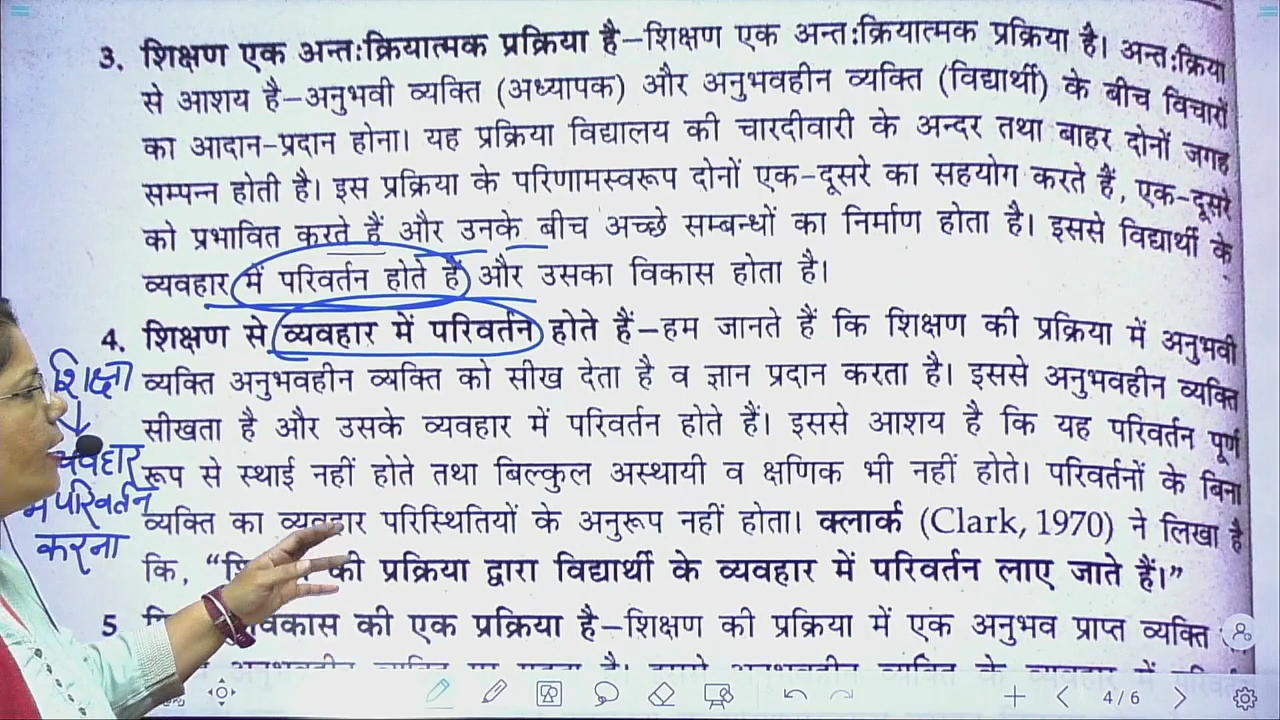 3. शिक्षण एक अन्तःक्रियात्मक प्रक्रिया है–शिक्षण एक अन्तःक्रियात्मक प्रक्रिया है। अन्तःक्रिया
से आशय है–अनुभवी व्यक्ति (अध्यापक) और अनुभवहीन व्यक्ति (विद्यार्थी) के बीच विचारों
का आदान-प्रदान होना। यह प्रक्रिया विद्यालय की चारदीवारी के अन्दर तथा बाहर दोनों जगह
सम्पन्न होती है। इस प्रक्रिया के परिणामस्वरूप दोनों एक-दूसरे का सहयोग करते हैं, एक-दूसरे
को प्रभावित करते हैं और उनके बीच अच्छे सम्बन्धों का निर्माण होता है। इससे विद्यार्थी के
व्यवहार में परिवर्तन होते हैं और उसका विकास होता है।
4. शिक्षण से व्यवहार में परिवर्तन होते हैं–हम जानते हैं कि शिक्षण की प्रक्रिया में अनुभवी
व्यक्ति अनुभवहीन व्यक्ति को सीख देता है व ज्ञान प्रदान करता है। इससे अनुभवहीन व्यक्ति
सीखता है और उसके व्यवहार में परिवर्तन होते हैं। इससे आशय है कि यह परिवर्तन पूर्ण
रूप से स्थाई नहीं होते तथा बिल्कुल अस्थायी व क्षणिक भी नहीं होते। परिवर्तनों के बिना
व्यक्ति का व्यवहार परिस्थितियों के अनुरूप नहीं होता। क्लार्क (Clark, 1970) ने लिखा है
कि, “ की प्रक्रिया द्वारा विद्यार्थी के व्यवहार में परिवर्तन लाए जाते हैं।”
5 विकास की एक प्रक्रिया है–शिक्षण की प्रक्रिया में एक अनुभव प्राप्त व्यक्ति
शिक्षा
व्यवहार
में परिवर्तन
करना
4/6